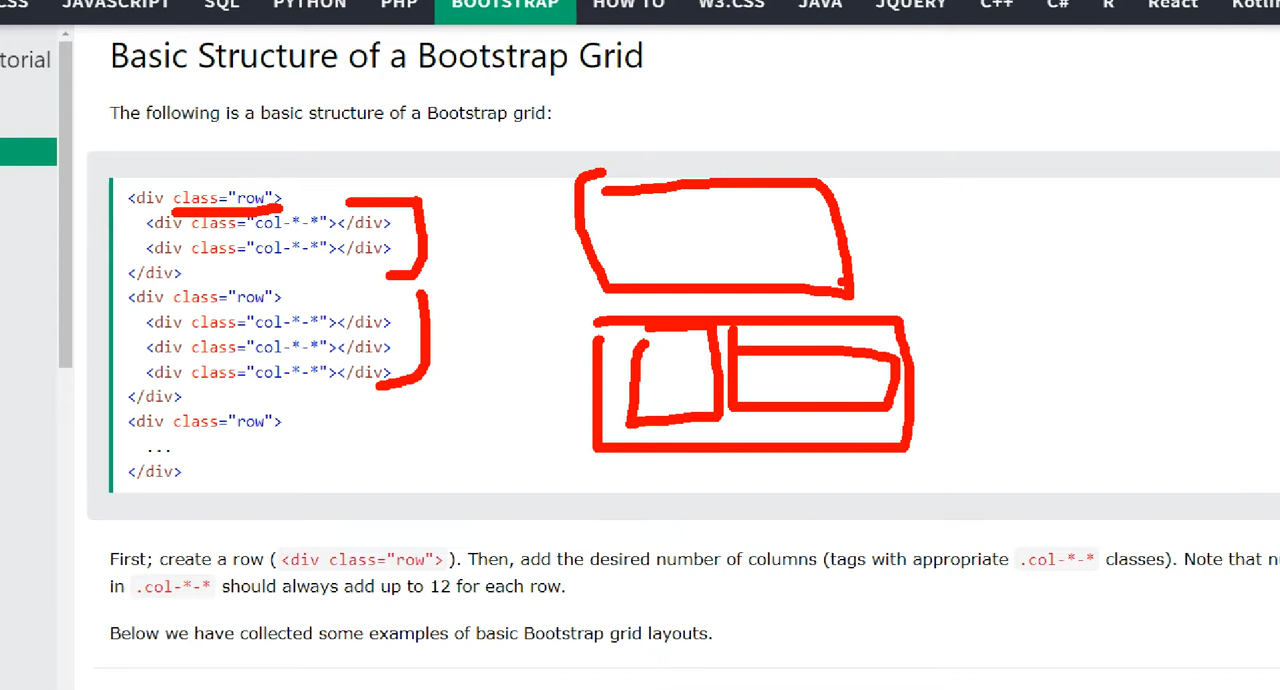 CSS JAVASCRIPT SQL PYTHON PHP BOOTSTRAP HOW TO W3.CSS JAVA JQUERY C++ C# R React
torial
Basic Structure of a Bootstrap Grid
The following is a basic structure of a Bootstrap grid:
<div class="row">
<div class="col-*-*"></div>
<div class="col-*-*"></div>
</div>
<div class="row">
<div class="col-*-*"></div>
<div class="col-*-*"></div>
<div class="col-*-*"></div>
</div>
<div class="row">
...
</div>
First; create a row (<div class="row">). Then, add the desired number of columns (tags with appropriate .col-*-* classes). Note that
in .col-*-* should always add up to 12 for each row.
Below we have collected some examples of basic Bootstrap grid layouts.